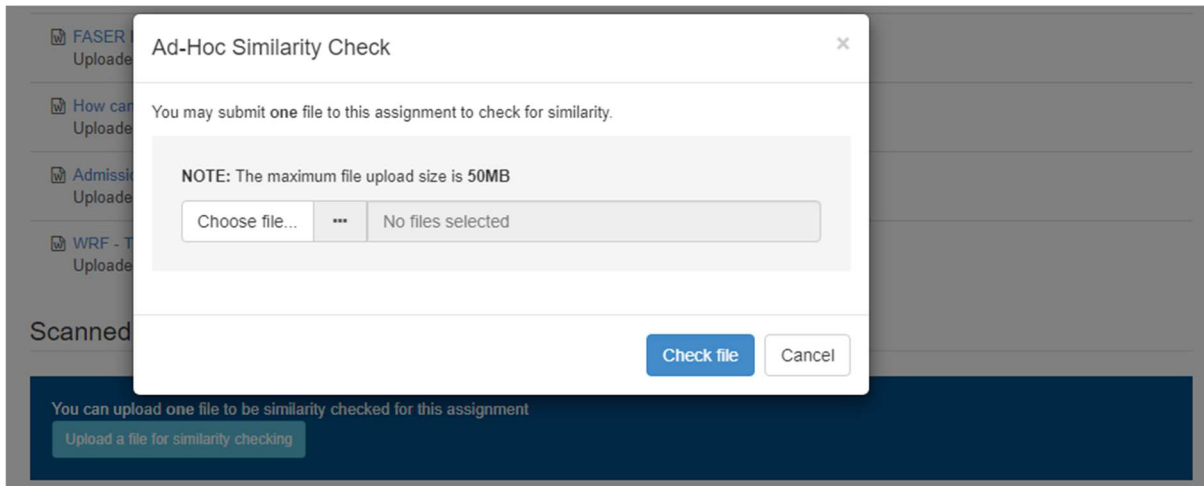 FASER
Uploade
Ad-Hoc Similarity Check
×
How can
Uploade
You may submit one file to this assignment to check for similarity.
Admissio
Uploade
NOTE: The maximum file upload size is 50MB
Choose file...
No files selected
WRF - T
Uploade
Scanned
Check file
Cancel
You can upload one file to be similarity checked for this assignment
Upload a file for similarity checking